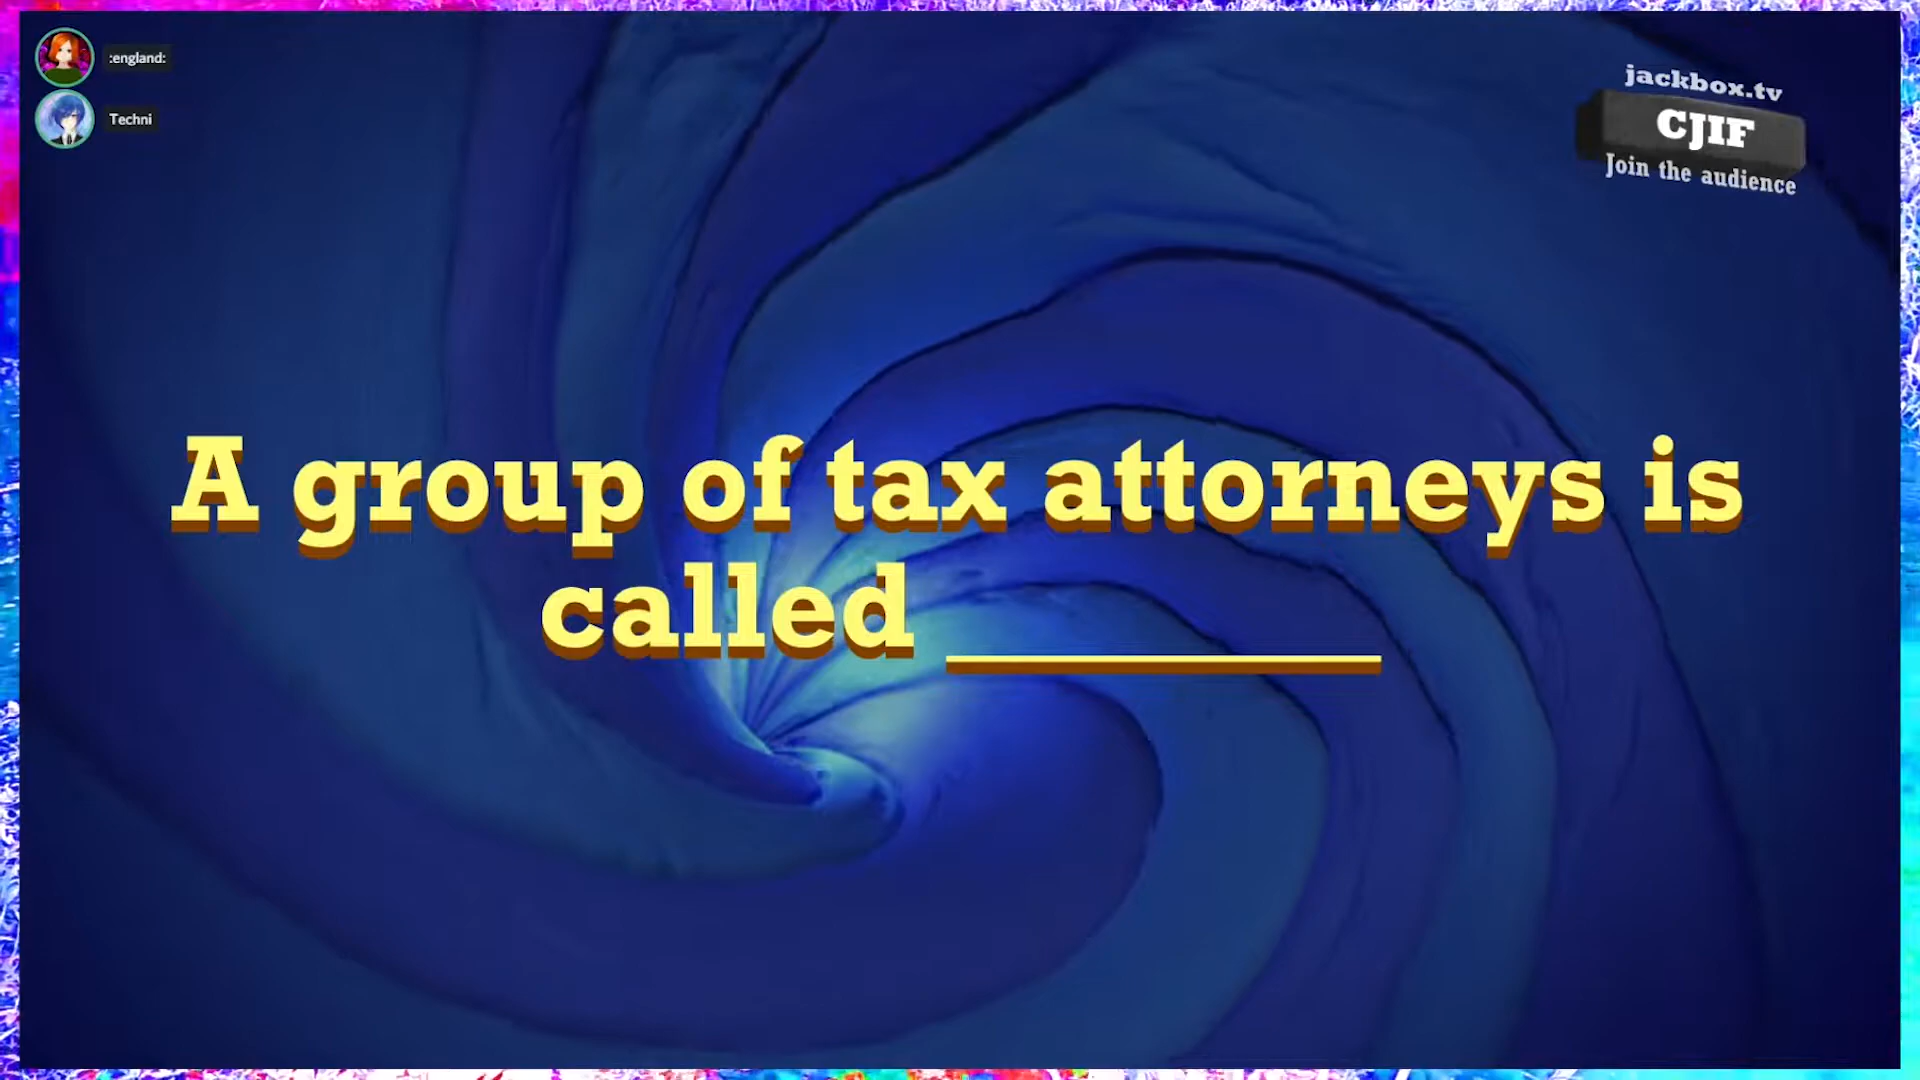 :england:
Techni
jackbox.tv
CJIF
Join the audience
A group of tax attorneys is
called ________